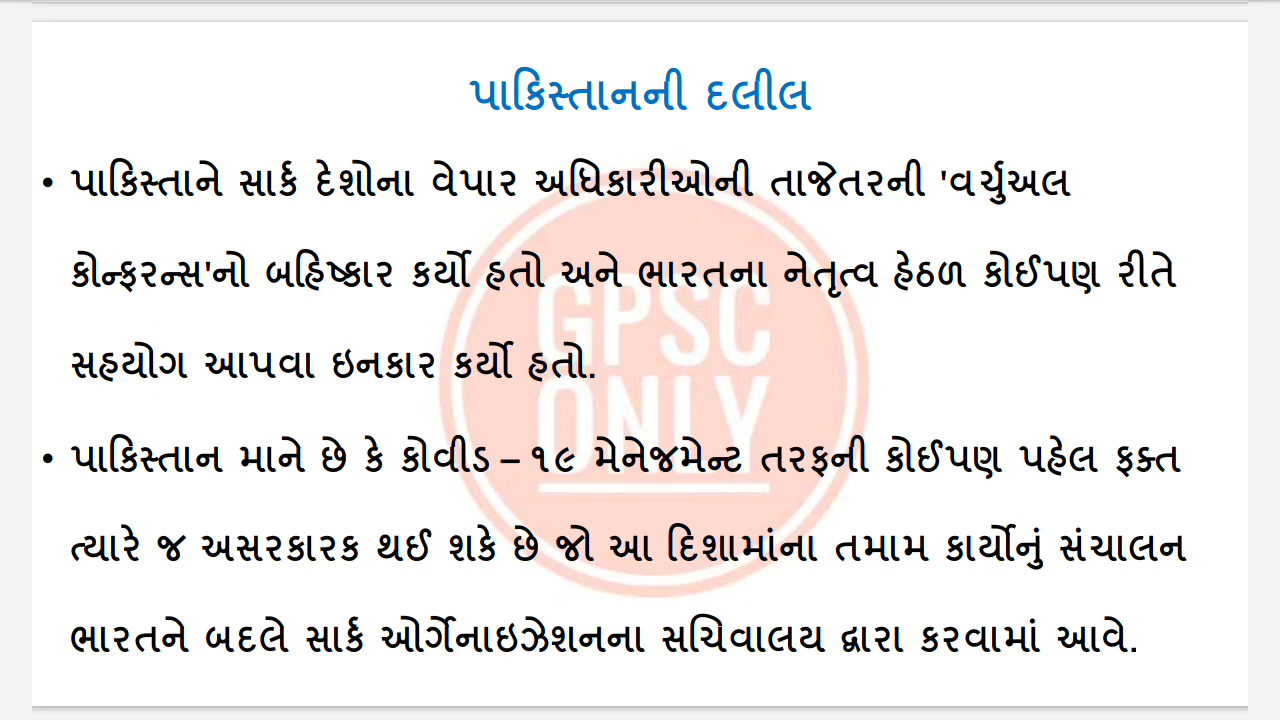 પાકિસ્તાનની દલીલ
• પાકિસ્તાને સાર્ક દેશોના વેપાર અધિકારીઓની તાજેતરની 'વર્ચુઅલ
કોન્ફરન્સ'નો બહિષ્કાર કર્યો હતો અને ભારતના નેતૃત્વ હેઠળ કોઈપણ રીતે
સહયોગ આપવા ઇનકાર કર્યો હતો.
• પાકિસ્તાન માને છે કે કોવીડ – ૧૯ મેનેજમેન્ટ તરફની કોઈપણ પહેલ ફક્ત
ત્યારે જ અસરકારક થઈ શકે છે જો આ દિશામાંના તમામ કાર્યોનું સંચાલન
ભારતને બદલે સાર્ક ઓર્ગેનાઇઝેશનના સચિવાલય દ્વારા કરવામાં આવે.
GPSC
ONLY